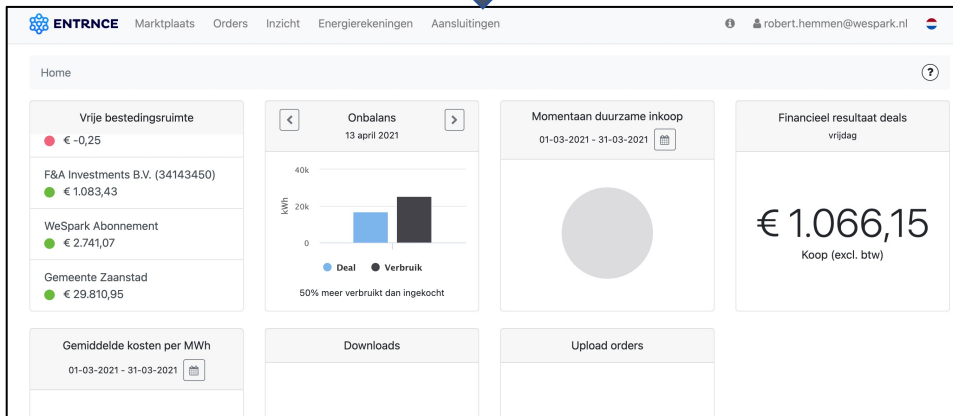 ENTRNCE Marktplaats Orders Inzicht Energierekeningen Aansluitingen robert.hemmen@wespark.nl
Home ?
Vrije bestedingsruimte
€ -0,25
F&A Investments B.V. (34143450)
€ 1.083,43
WeSpark Abonnement
€ 2.741,07
Gemeente Zaanstad
€ 29.810,95
Onbalans
13 april 2021
40k
20k
0
kWh
Deal Verbruik
50% meer verbruikt dan ingekocht
Momentaan duurzame inkoop
01-03-2021 - 31-03-2021
Financieel resultaat deals
vrijdag
€ 1.066,15
Koop (excl. btw)
Gemiddelde kosten per MWh
01-03-2021 - 31-03-2021
Downloads
Upload orders